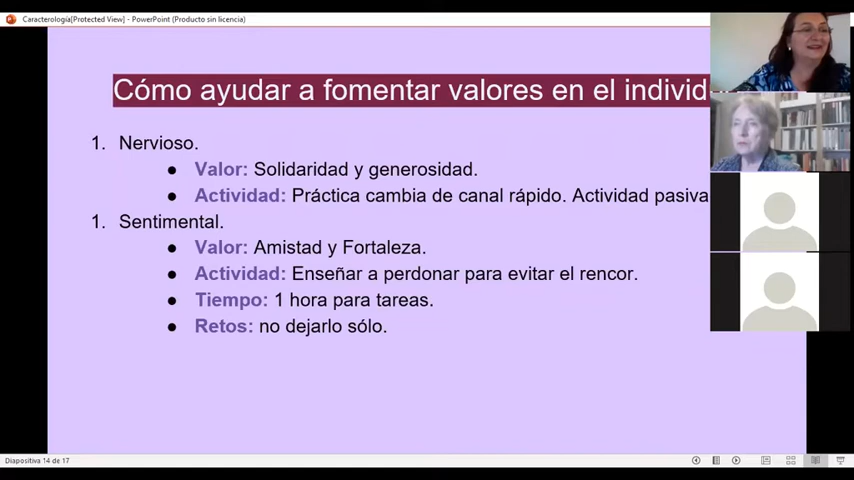 Caracterología[Protected View] - PowerPoint (Producto sin licencia)
Cómo ayudar a fomentar valores en el individ
1. Nervioso.
● Valor: Solidaridad y generosidad.
● Actividad: Práctica cambia de canal rápido. Actividad pasiva
1. Sentimental.
● Valor: Amistad y Fortaleza.
● Actividad: Enseñar a perdonar para evitar el rencor.
● Tiempo: 1 hora para tareas.
● Retos: no dejarlo sólo.
Diapositiva 14 de 17